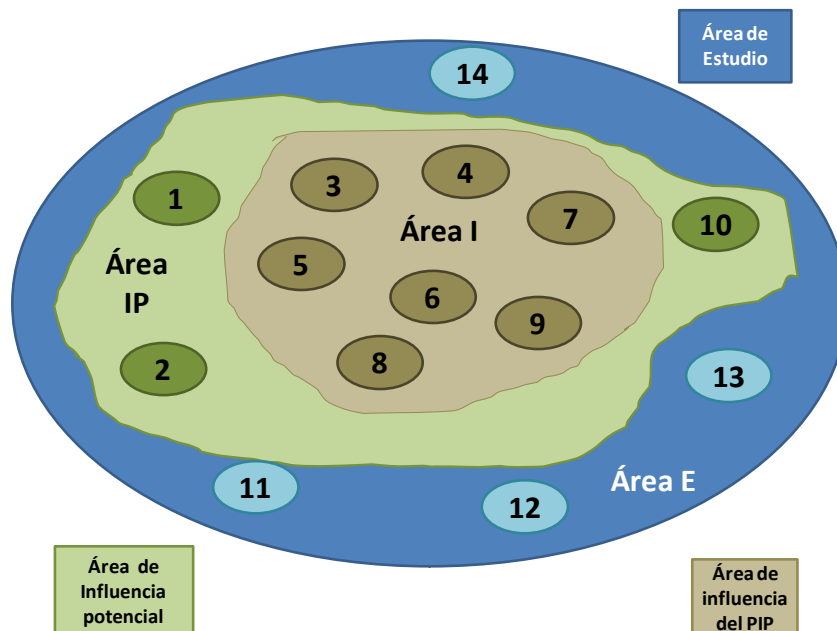 Área de
Estudio
14
4
3
1
7
10
Área I
5
Área
IP
6
9
8
2
13
11
Área E
12
Área de
Influencia
potencial
Área de
influencia
del PIP